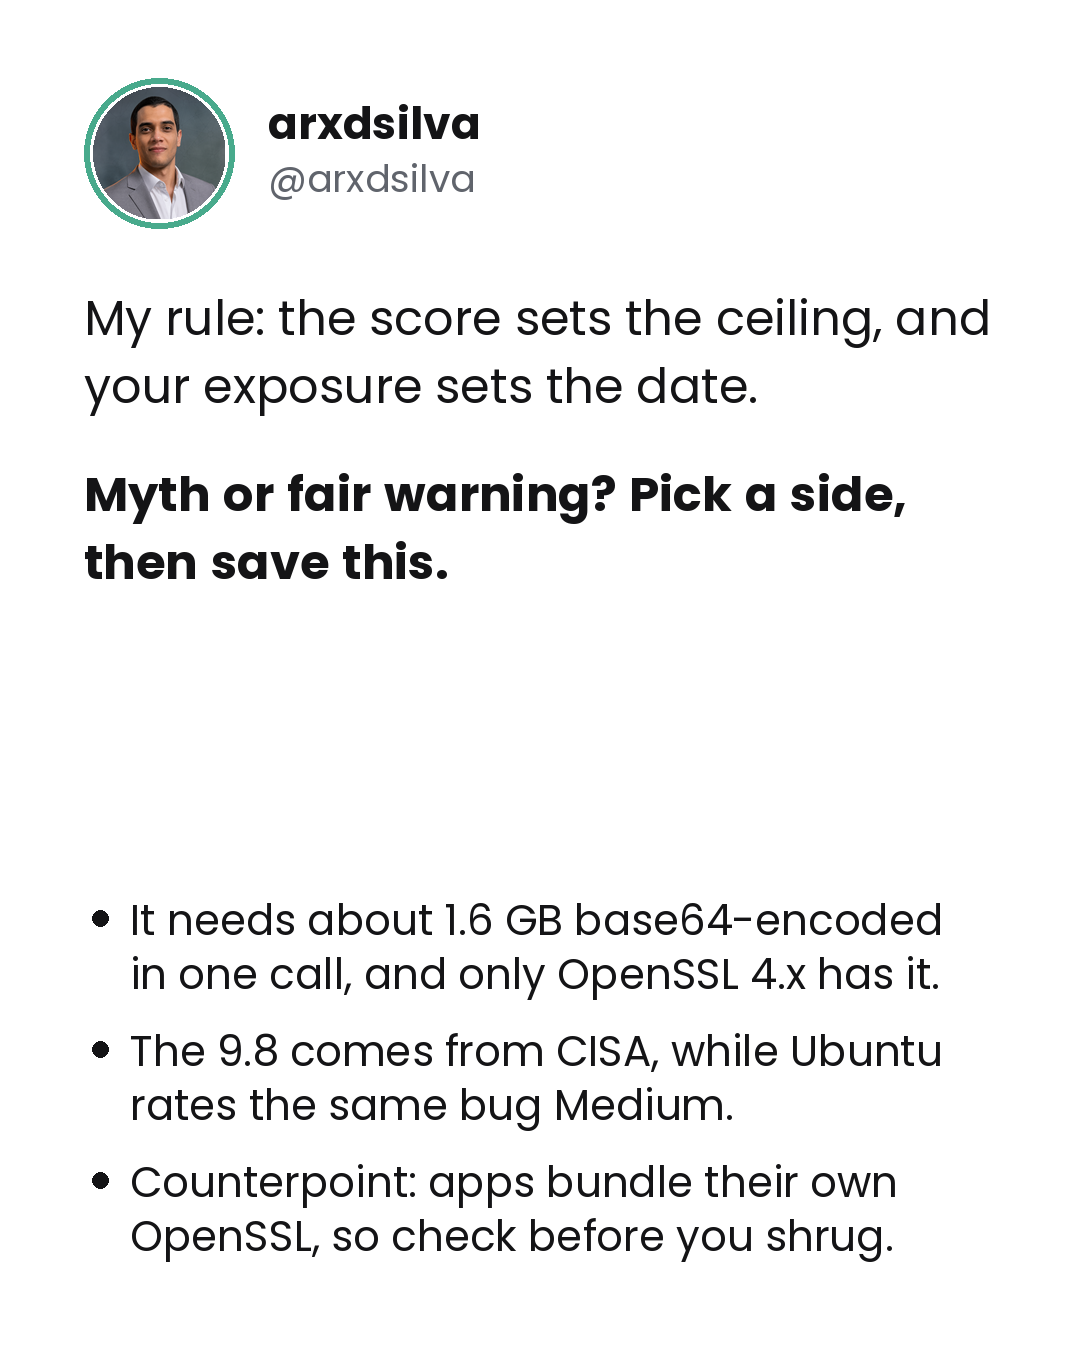 arxdsilva
@arxdsilva
My rule: the score sets the ceiling, and
your exposure sets the date.
Myth or fair warning? Pick a side,
then save this.
• It needs about 1.6 GB base64-encoded
in one call, and only OpenSSL 4.x has it.
• The 9.8 comes from CISA, while Ubuntu
rates the same bug Medium.
• Counterpoint: apps bundle their own
OpenSSL, so check before you shrug.